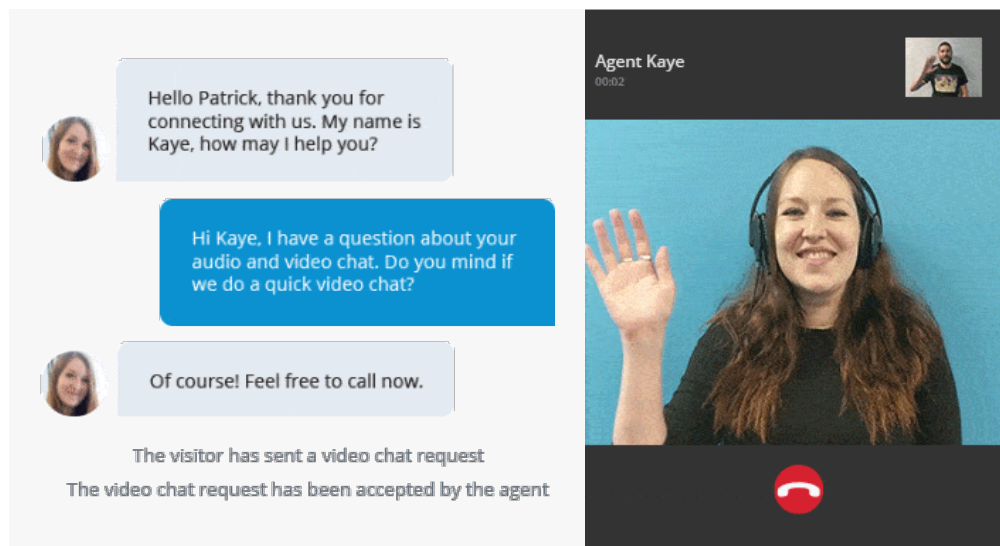 Hello Patrick, thank you for
connecting with us. My name is
Kaye, how may I help you?
Hi Kaye, I have a question about your
audio and video chat. Do you mind if
we do a quick video chat?
Of course! Feel free to call now.
The visitor has sent a video chat request
The video chat request has been accepted by the agent
Agent Kaye
00:02